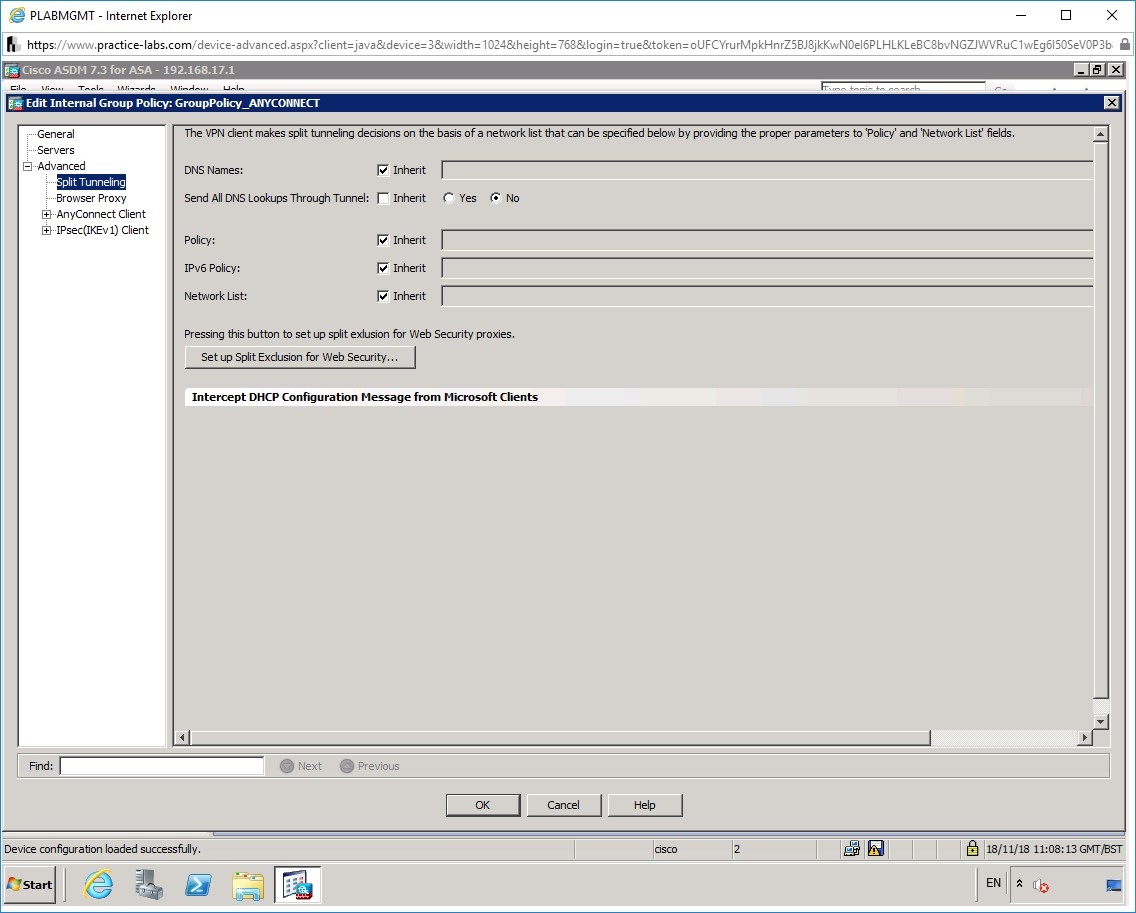 PLABMGMT - Internet Explorer
https://www.practice-labs.com/device-advanced.aspx?client=java&device=3&width=1024&height=768&login=true&token=oUFCYrurMpkHnrZ5BJ8jkKwN0el6PLHLKLeBC8bvNGZJWVRuC1wEg6l50SeV0P3b
Cisco ASDM 7.3 for ASA - 192.168.17.1
File View Tools Wizards Window Help Type topic to search Go
Edit Internal Group Policy: GroupPolicy_ANYCONNECT
General
Servers
Advanced
Split Tunneling
Browser Proxy
AnyConnect Client
IPsec(IKEv1) Client
The VPN client makes split tunneling decisions on the basis of a network list that can be specified below by providing the proper parameters to 'Policy' and 'Network List' fields.
DNS Names: Inherit
Send All DNS Lookups Through Tunnel: Inherit Yes No
Policy: Inherit
IPv6 Policy: Inherit
Network List: Inherit
Pressing this button to set up split exlusion for Web Security proxies.
Set up Split Exclusion for Web Security...
Intercept DHCP Configuration Message from Microsoft Clients
Find: Next Previous
OK Cancel Help
Device configuration loaded successfully. cisco 2 18/11/18 11:08:13 GMT/BST
Start EN